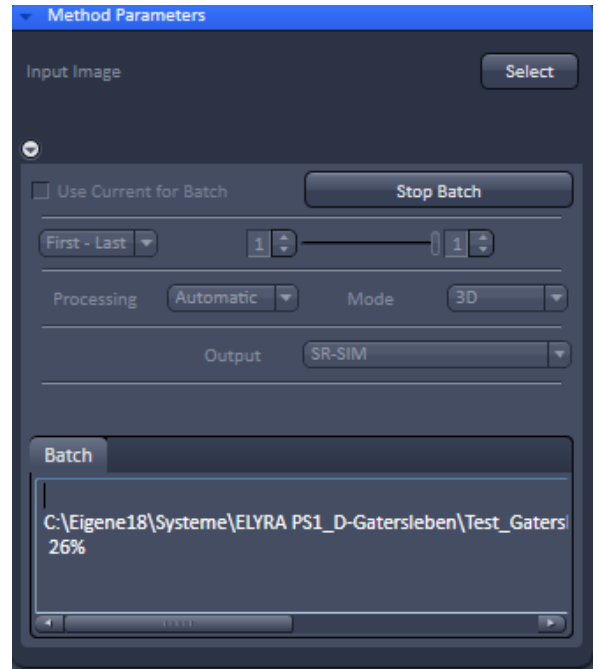 Method Parameters
Input Image Select
Use Current for Batch Stop Batch
First - Last 1 1
Processing Automatic Mode 3D
Output SR-SIM
Batch
C:\Eigene18\Systeme\ELYRA PS1_D-Gatersleben\Test_Gatersl
26%